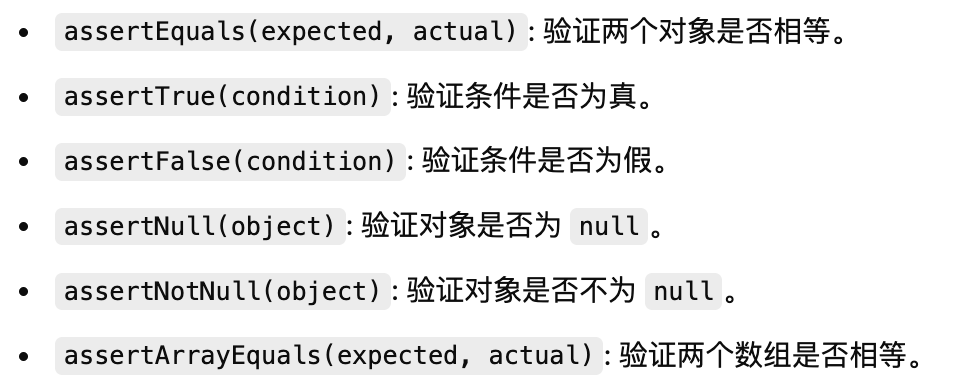 • assertEquals(expected, actual): 验证两个对象是否相等。
• assertTrue(condition): 验证条件是否为真。
• assertFalse(condition): 验证条件是否为假。
• assertNull(object): 验证对象是否为 null 。
• assertNotNull(object): 验证对象是否不为 null 。
• assertArrayEquals(expected, actual): 验证两个数组是否相等。